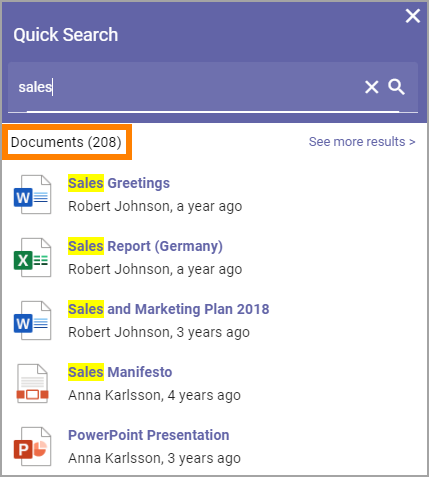 Quick Search
sales
Documents (208)
See more results >
Sales Greetings
Robert Johnson, a year ago
Sales Report (Germany)
Robert Johnson, a year ago
Sales and Marketing Plan 2018
Robert Johnson, 3 years ago
Sales Manifesto
Anna Karlsson, 4 years ago
PowerPoint Presentation
Anna Karlsson, 3 years ago